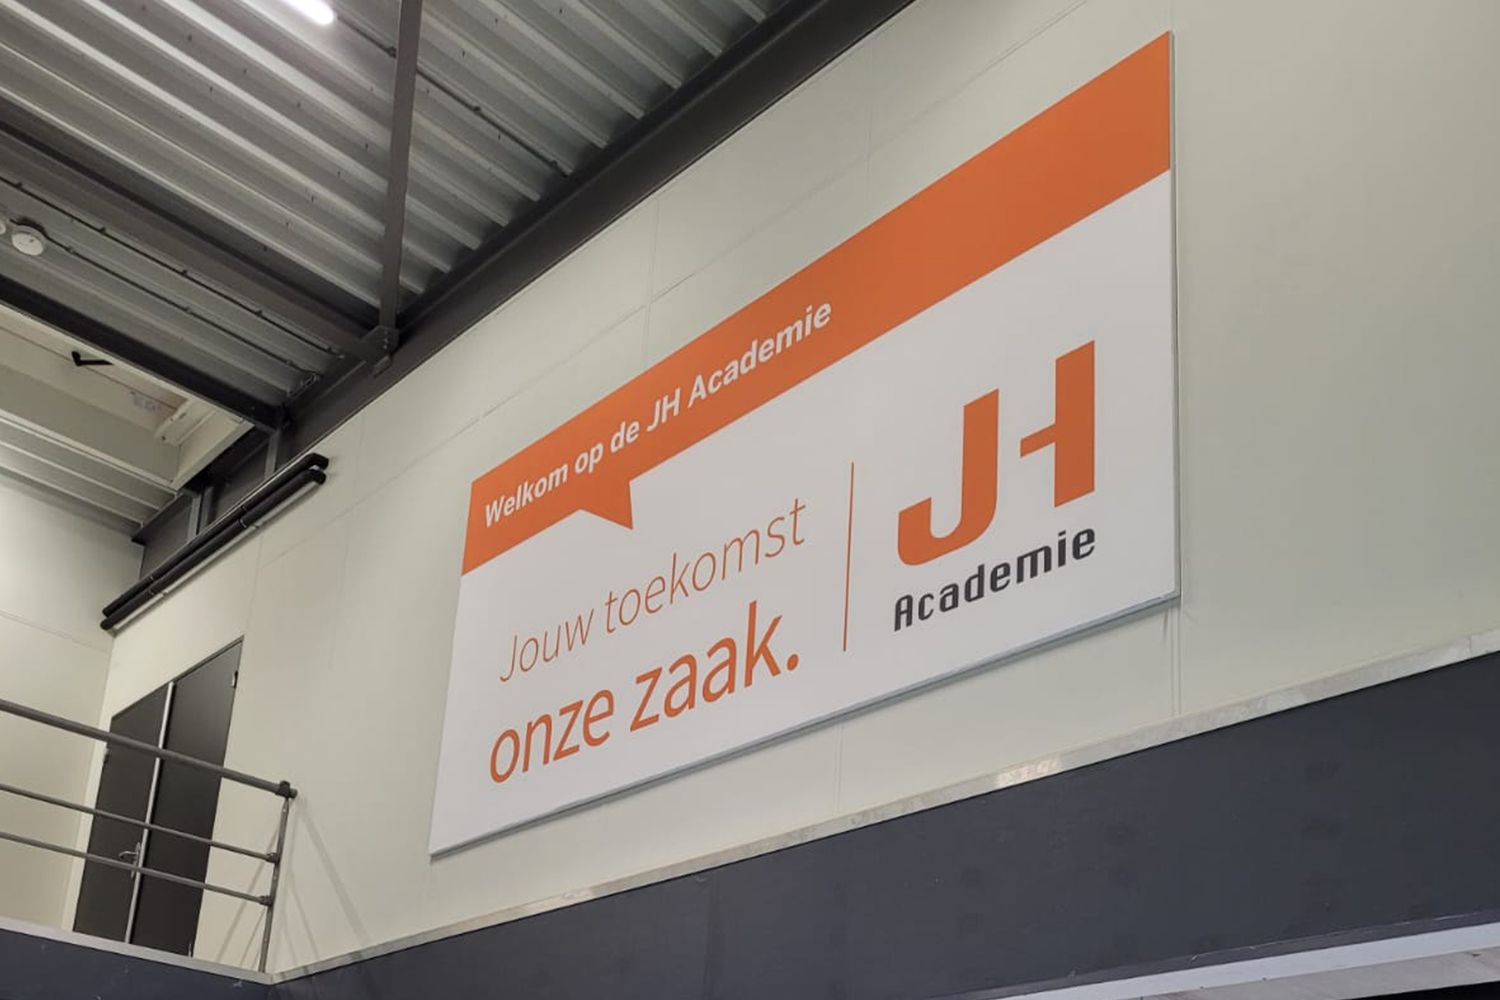 Welkom op de JH Academie
Jouw toekomst
onze zaak.
JH
Academie